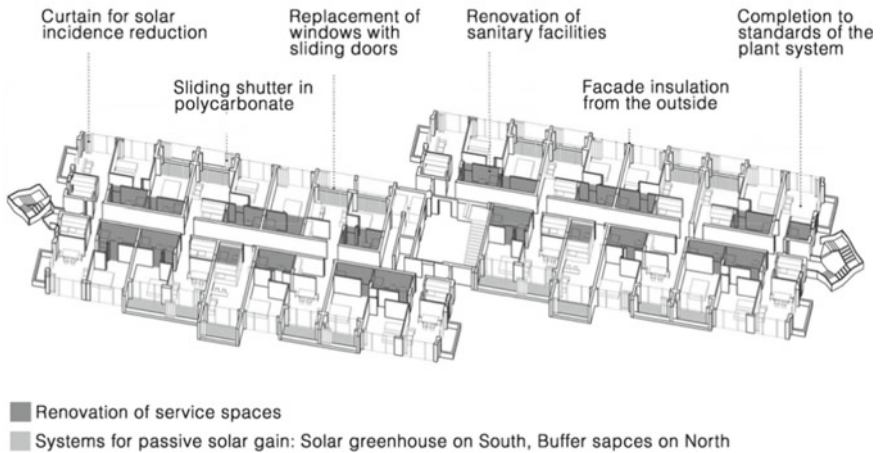 Curtain for solar
incidence reduction
Replacement of
windows with
sliding doors
Renovation of
sanitary facilities
Completion to
standards of the
plant system
Sliding shutter in
polycarbonate
Facade insulation
from the outside
Renovation of service spaces
Systems for passive solar gain: Solar greenhouse on South, Buffer sapces on North